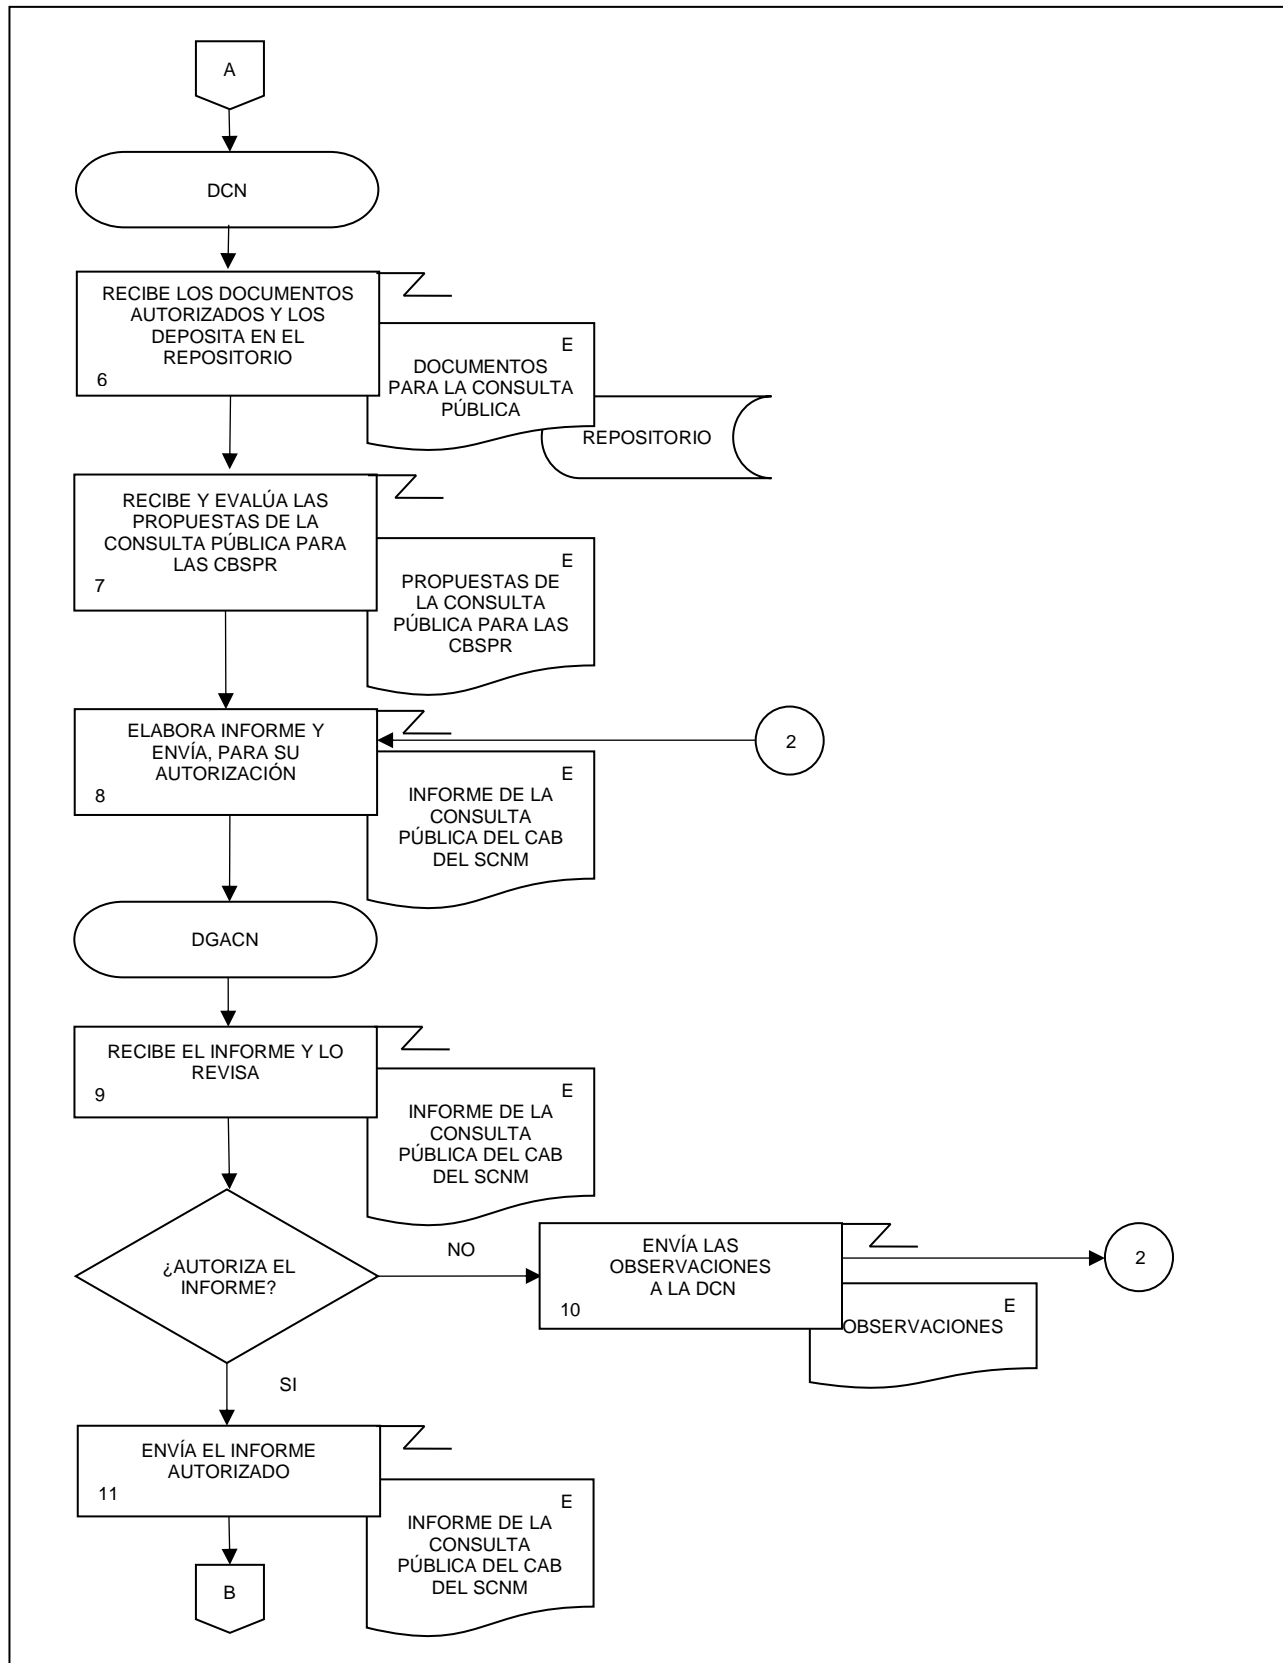 A
DCN
RECIBE LOS DOCUMENTOS
AUTORIZADOS Y LOS
DEPOSITA EN EL
REPOSITORIO
6
E
DOCUMENTOS
PARA LA CONSULTA
PÚBLICA
REPOSITORIO
RECIBE Y EVALÚA LAS
PROPUESTAS DE LA
CONSULTA PÚBLICA PARA
LAS CBSPR
7
E
PROPUESTAS DE
LA CONSULTA
PÚBLICA PARA LAS
CBSPR
ELABORA INFORME Y
ENVÍA, PARA SU
AUTORIZACIÓN
8
2
E
INFORME DE LA
CONSULTA
PÚBLICA DEL CAB
DEL SCNM
DGACN
RECIBE EL INFORME Y LO
REVISA
9
E
INFORME DE LA
CONSULTA
PÚBLICA DEL CAB
DEL SCNM
¿AUTORIZA EL
INFORME?
NO
ENVÍA LAS
OBSERVACIONES
A LA DCN
10
2
E
OBSERVACIONES
SI
ENVÍA EL INFORME
AUTORIZADO
11
E
INFORME DE LA
CONSULTA
PÚBLICA DEL CAB
DEL SCNM
B